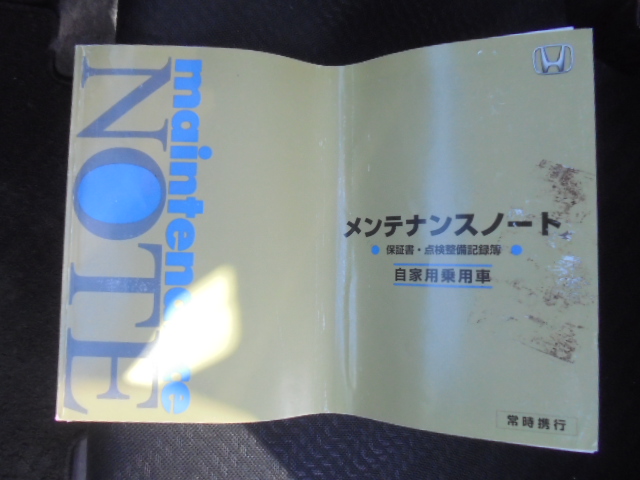 maintenance
NOTE
メンテナンスノート
● 保証書・点検整備記録簿 ●
自家用乗用車
常時携行